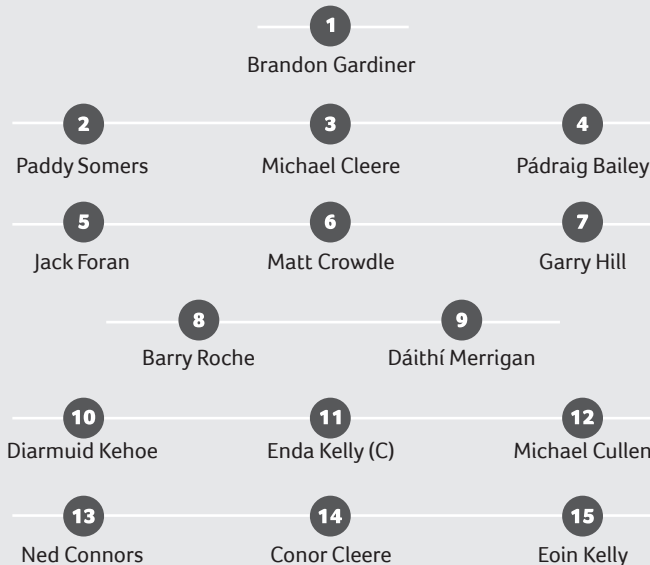 1
Brandon Gardiner
2 3 4
Paddy Somers Michael Cleere Pádraig Bailey
5 6 7
Jack Foran Matt Crowdle Garry Hill
8 9
Barry Roche Dáithí Merrigan
10 11 12
Diarmuid Kehoe Enda Kelly (C) Michael Cullen
13 14 15
Ned Connors Conor Cleere Eoin Kelly